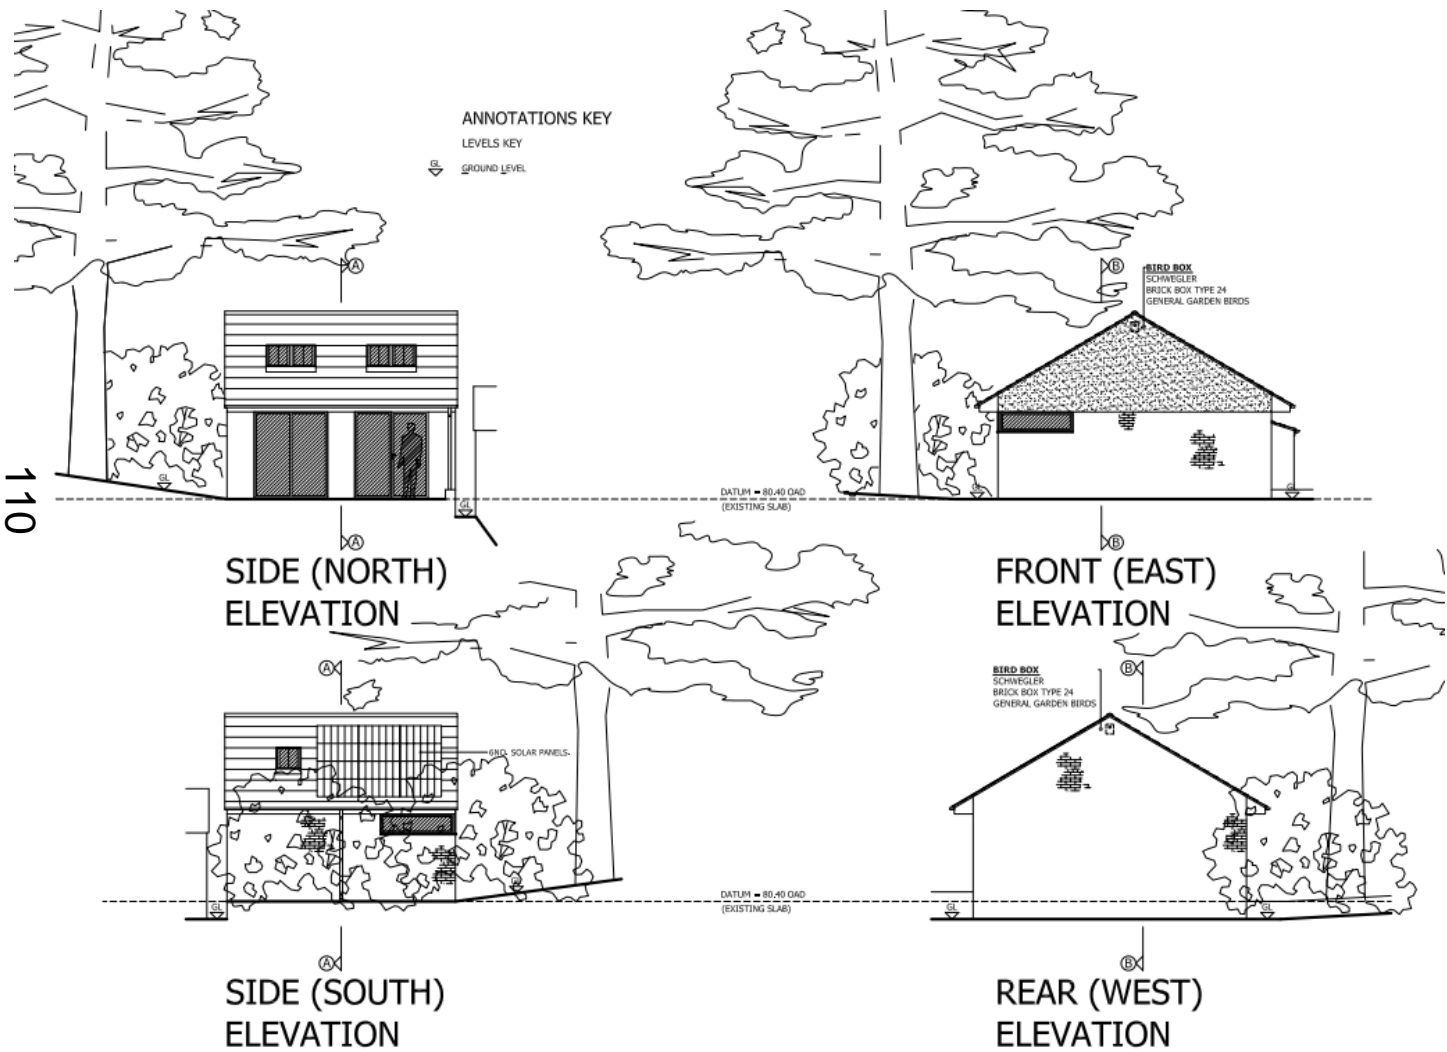 ANNOTATIONS KEY
LEVELS KEY
GL
GROUND LEVEL
A
B
BIRD BOX
SCHWEGLER
BRICK BOX TYPE 24
GENERAL GARDEN BIRDS
GL
GL
GL
GL
DATUM = 80.40 OAD
(EXISTING SLAB)
110
A
B
SIDE (NORTH)
ELEVATION
FRONT (EAST)
ELEVATION
A
B
BIRD BOX
SCHWEGLER
BRICK BOX TYPE 24
GENERAL GARDEN BIRDS
6NO. SOLAR PANELS.
GL
GL
DATUM = 80.40 OAD
(EXISTING SLAB)
GL
GL
A
B
SIDE (SOUTH)
ELEVATION
REAR (WEST)
ELEVATION